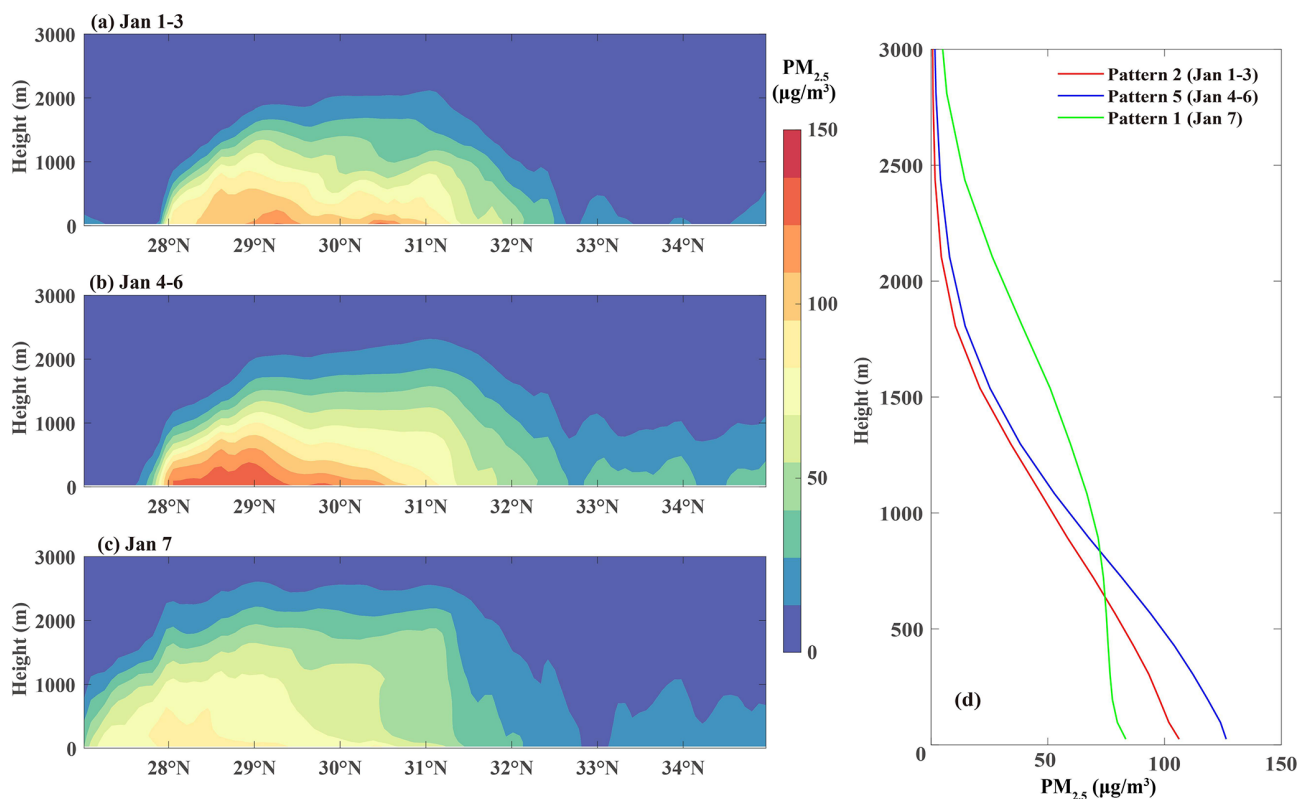 (a) Jan 1-3
3000
2000
1000
0
Height (m)
28°N 29°N 30°N 31°N 32°N 33°N 34°N
(b) Jan 4-6
3000
2000
1000
0
Height (m)
28°N 29°N 30°N 31°N 32°N 33°N 34°N
(c) Jan 7
3000
2000
1000
0
Height (m)
28°N 29°N 30°N 31°N 32°N 33°N 34°N
PM2.5
(μg/m³)
150
100
50
0
3000
2500
2000
1500
1000
500
0
Height (m)
Pattern 2 (Jan 1-3)
Pattern 5 (Jan 4-6)
Pattern 1 (Jan 7)
(d)
0 50 100 150
PM2.5 (μg/m³)